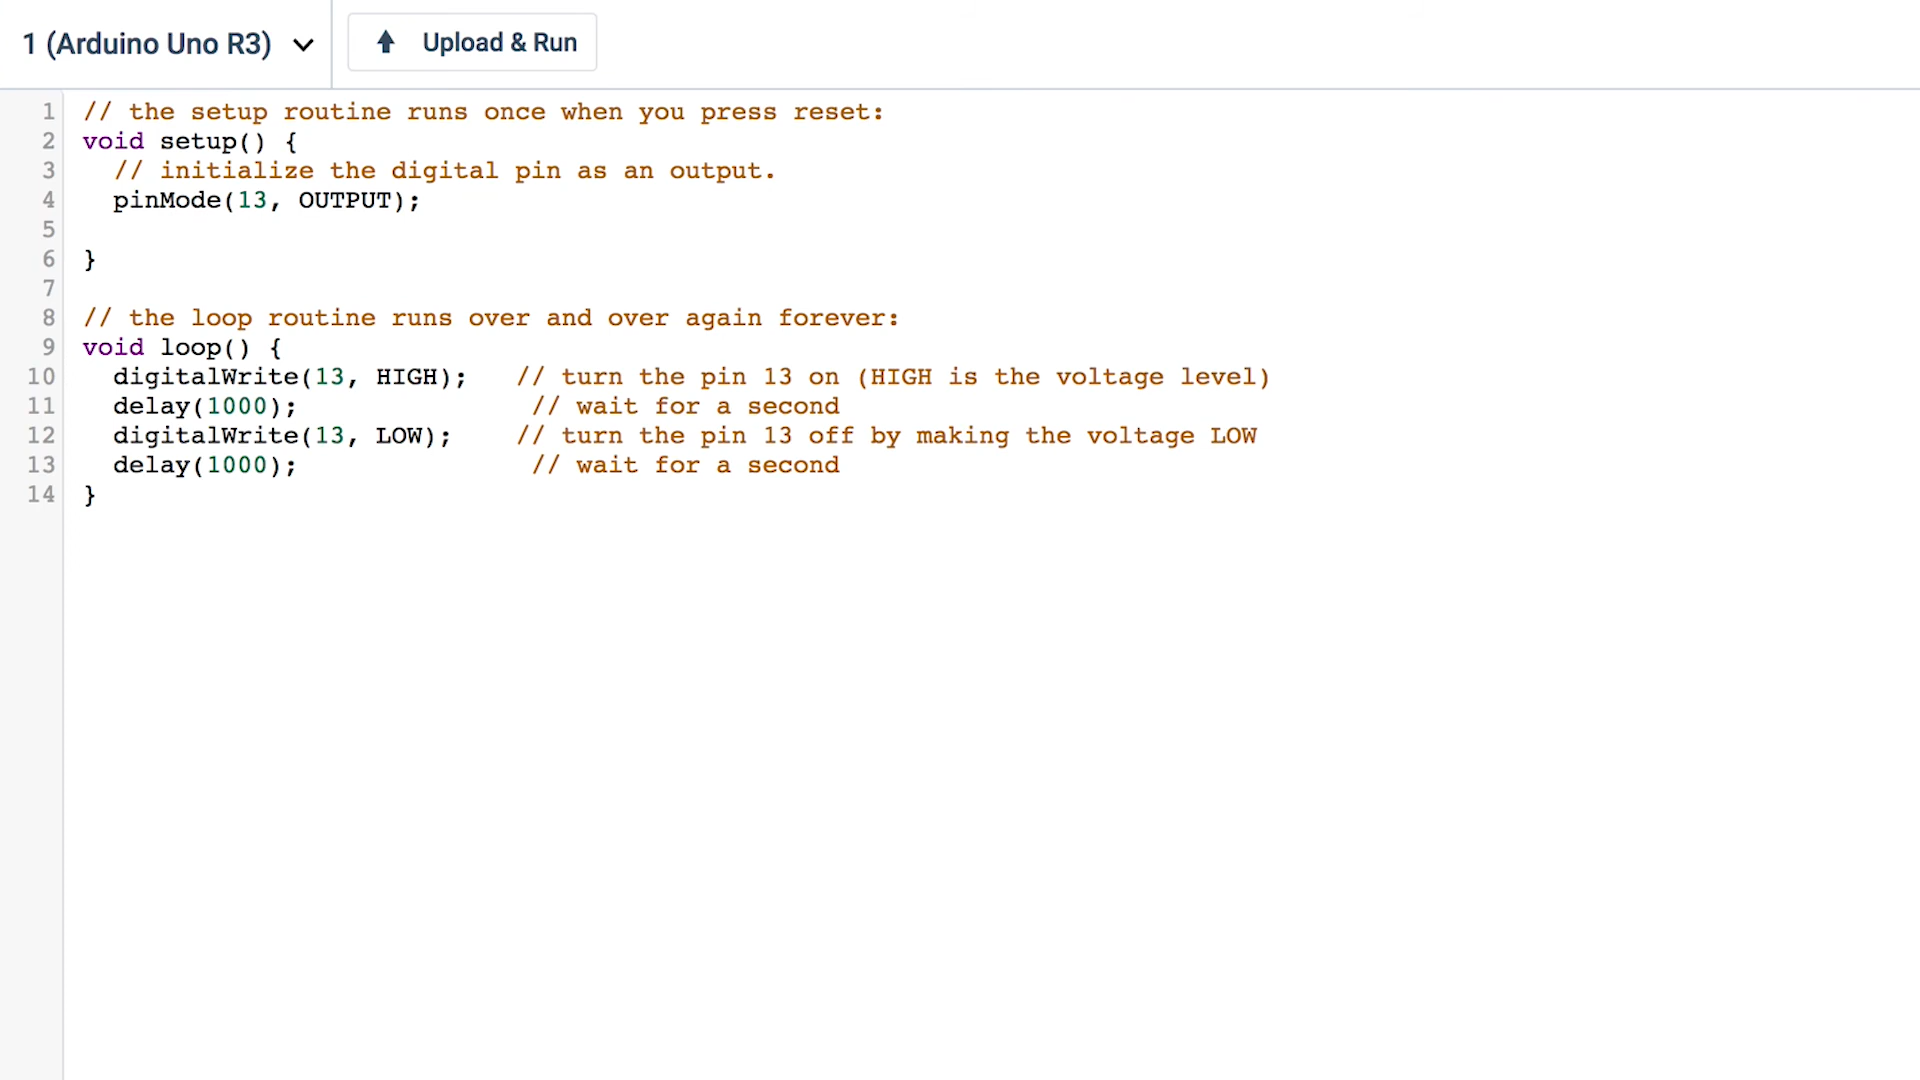 1 (Arduino Uno R3) Upload & Run
1 // the setup routine runs once when you press reset:
2 void setup() {
3   // initialize the digital pin as an output.
4   pinMode(13, OUTPUT);
5
6 }
7
8 // the loop routine runs over and over again forever:
9 void loop() {
10   digitalWrite(13, HIGH);   // turn the pin 13 on (HIGH is the voltage level)
11   delay(1000);               // wait for a second
12   digitalWrite(13, LOW);    // turn the pin 13 off by making the voltage LOW
13   delay(1000);               // wait for a second
14 }